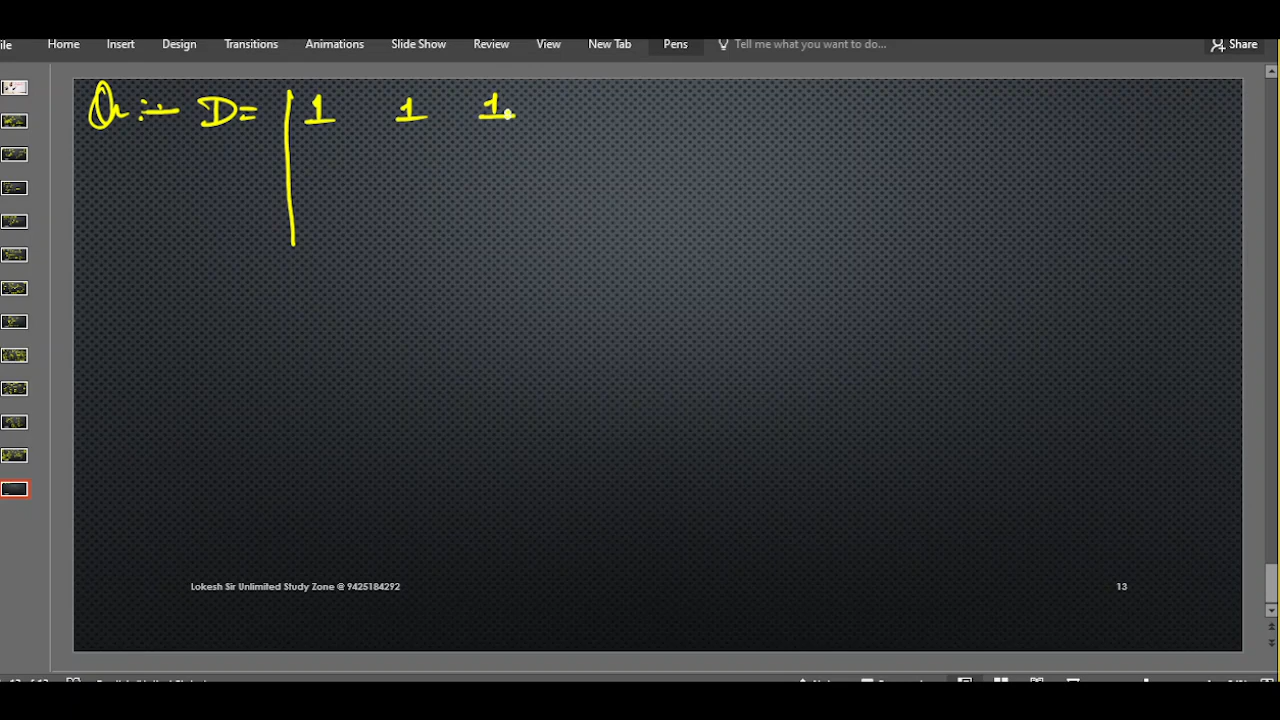 File Home Insert Design Transitions Animations Slide Show Review View New Tab Pens Tell me what you want to do... Share
Qu :- D= | 1 1 1
Lokesh Sir Unlimited Study Zone @ 9425184292 13